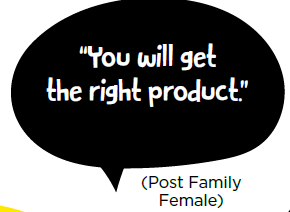 “You will get
the right product.”
(Post Family
Female)